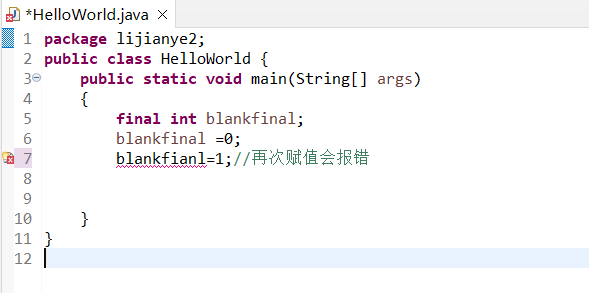 *HelloWorld.java
1 package lijianye2;
2 public class HelloWorld {
3 public static void main(String[] args)
4 {
5 final int blankfinal;
6 blankfinal =0;
7 blankfianl=1;//再次赋值会报错
8
9
10 }
11 }
12